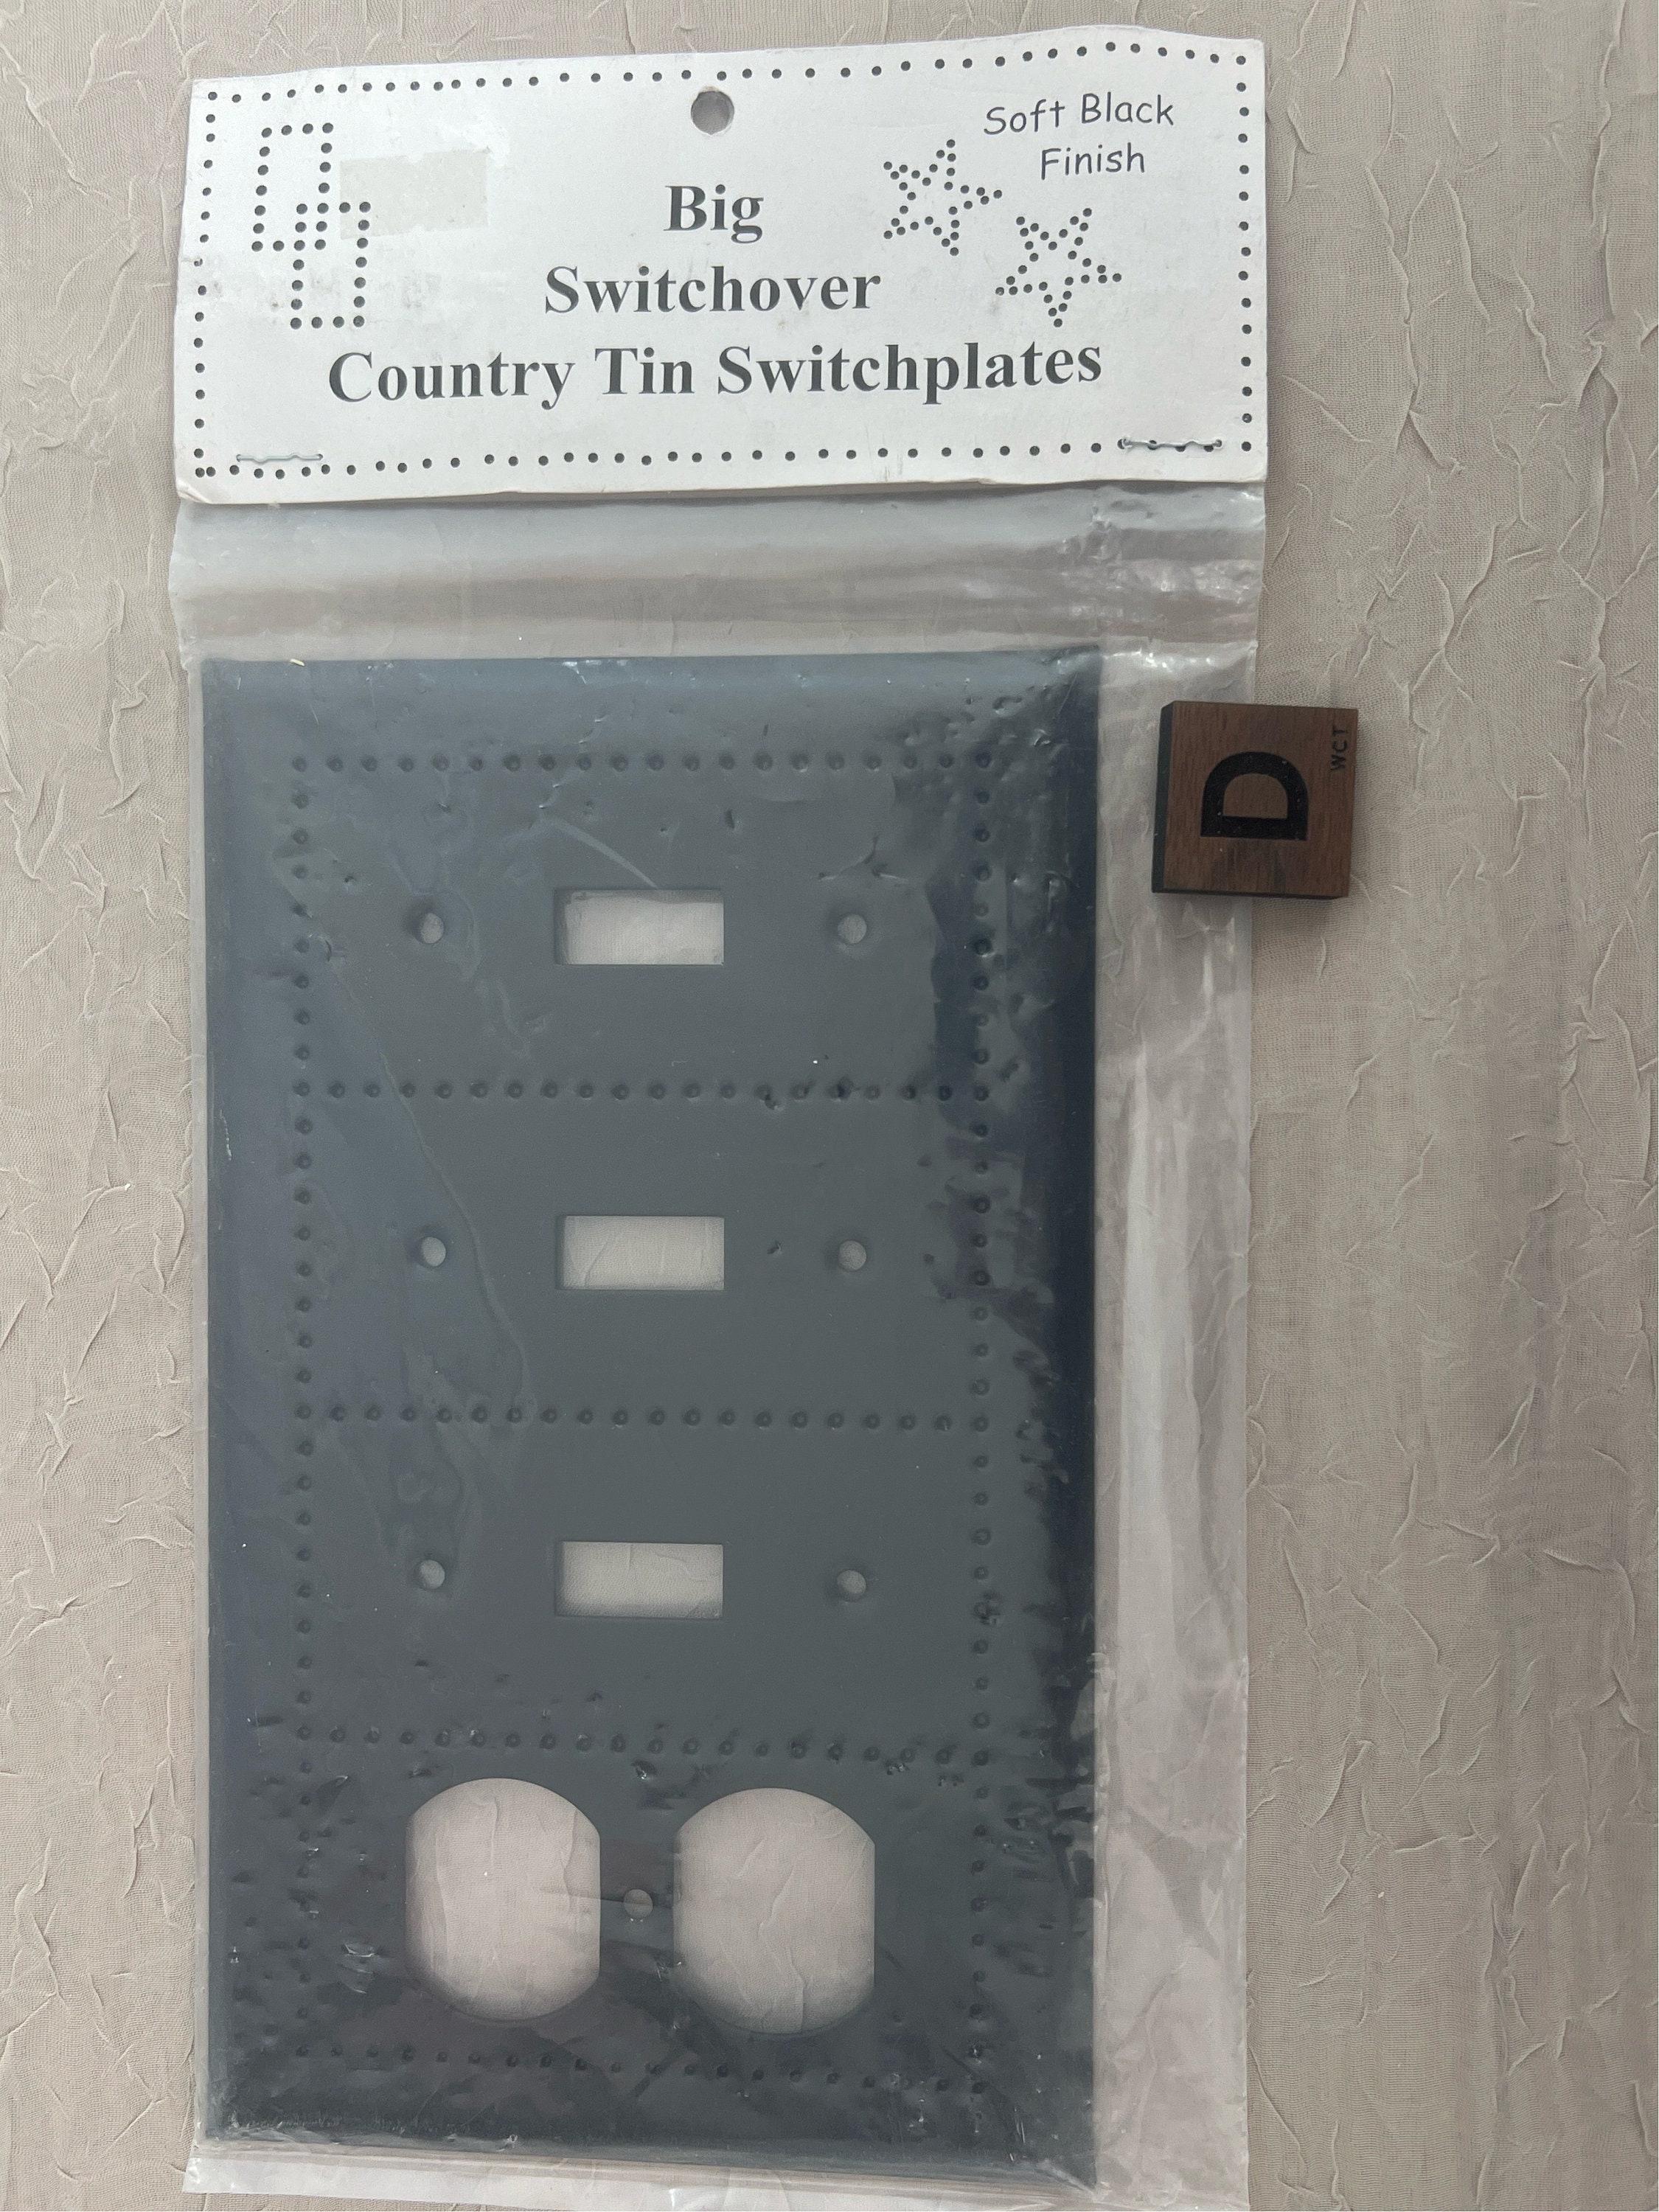 Soft Black
Finish
Big
Switchover
Country Tin Switchplates
D
WCT